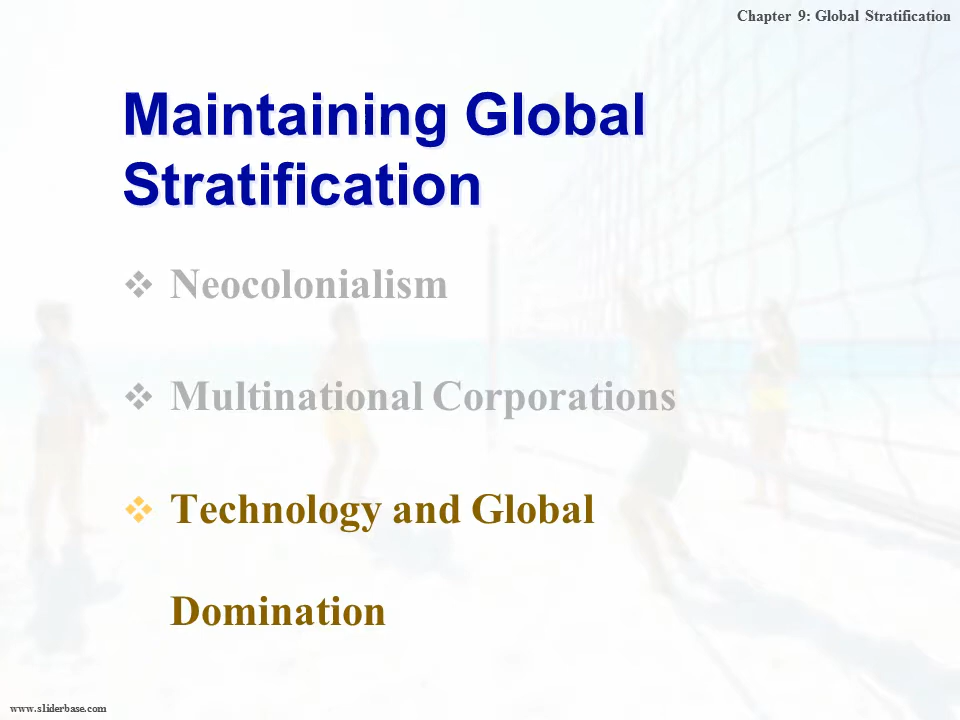 Chapter 9: Global Stratification
Maintaining Global
Stratification
❖ Neocolonialism
❖ Multinational Corporations
❖ Technology and Global
Domination
www.sliderbase.com